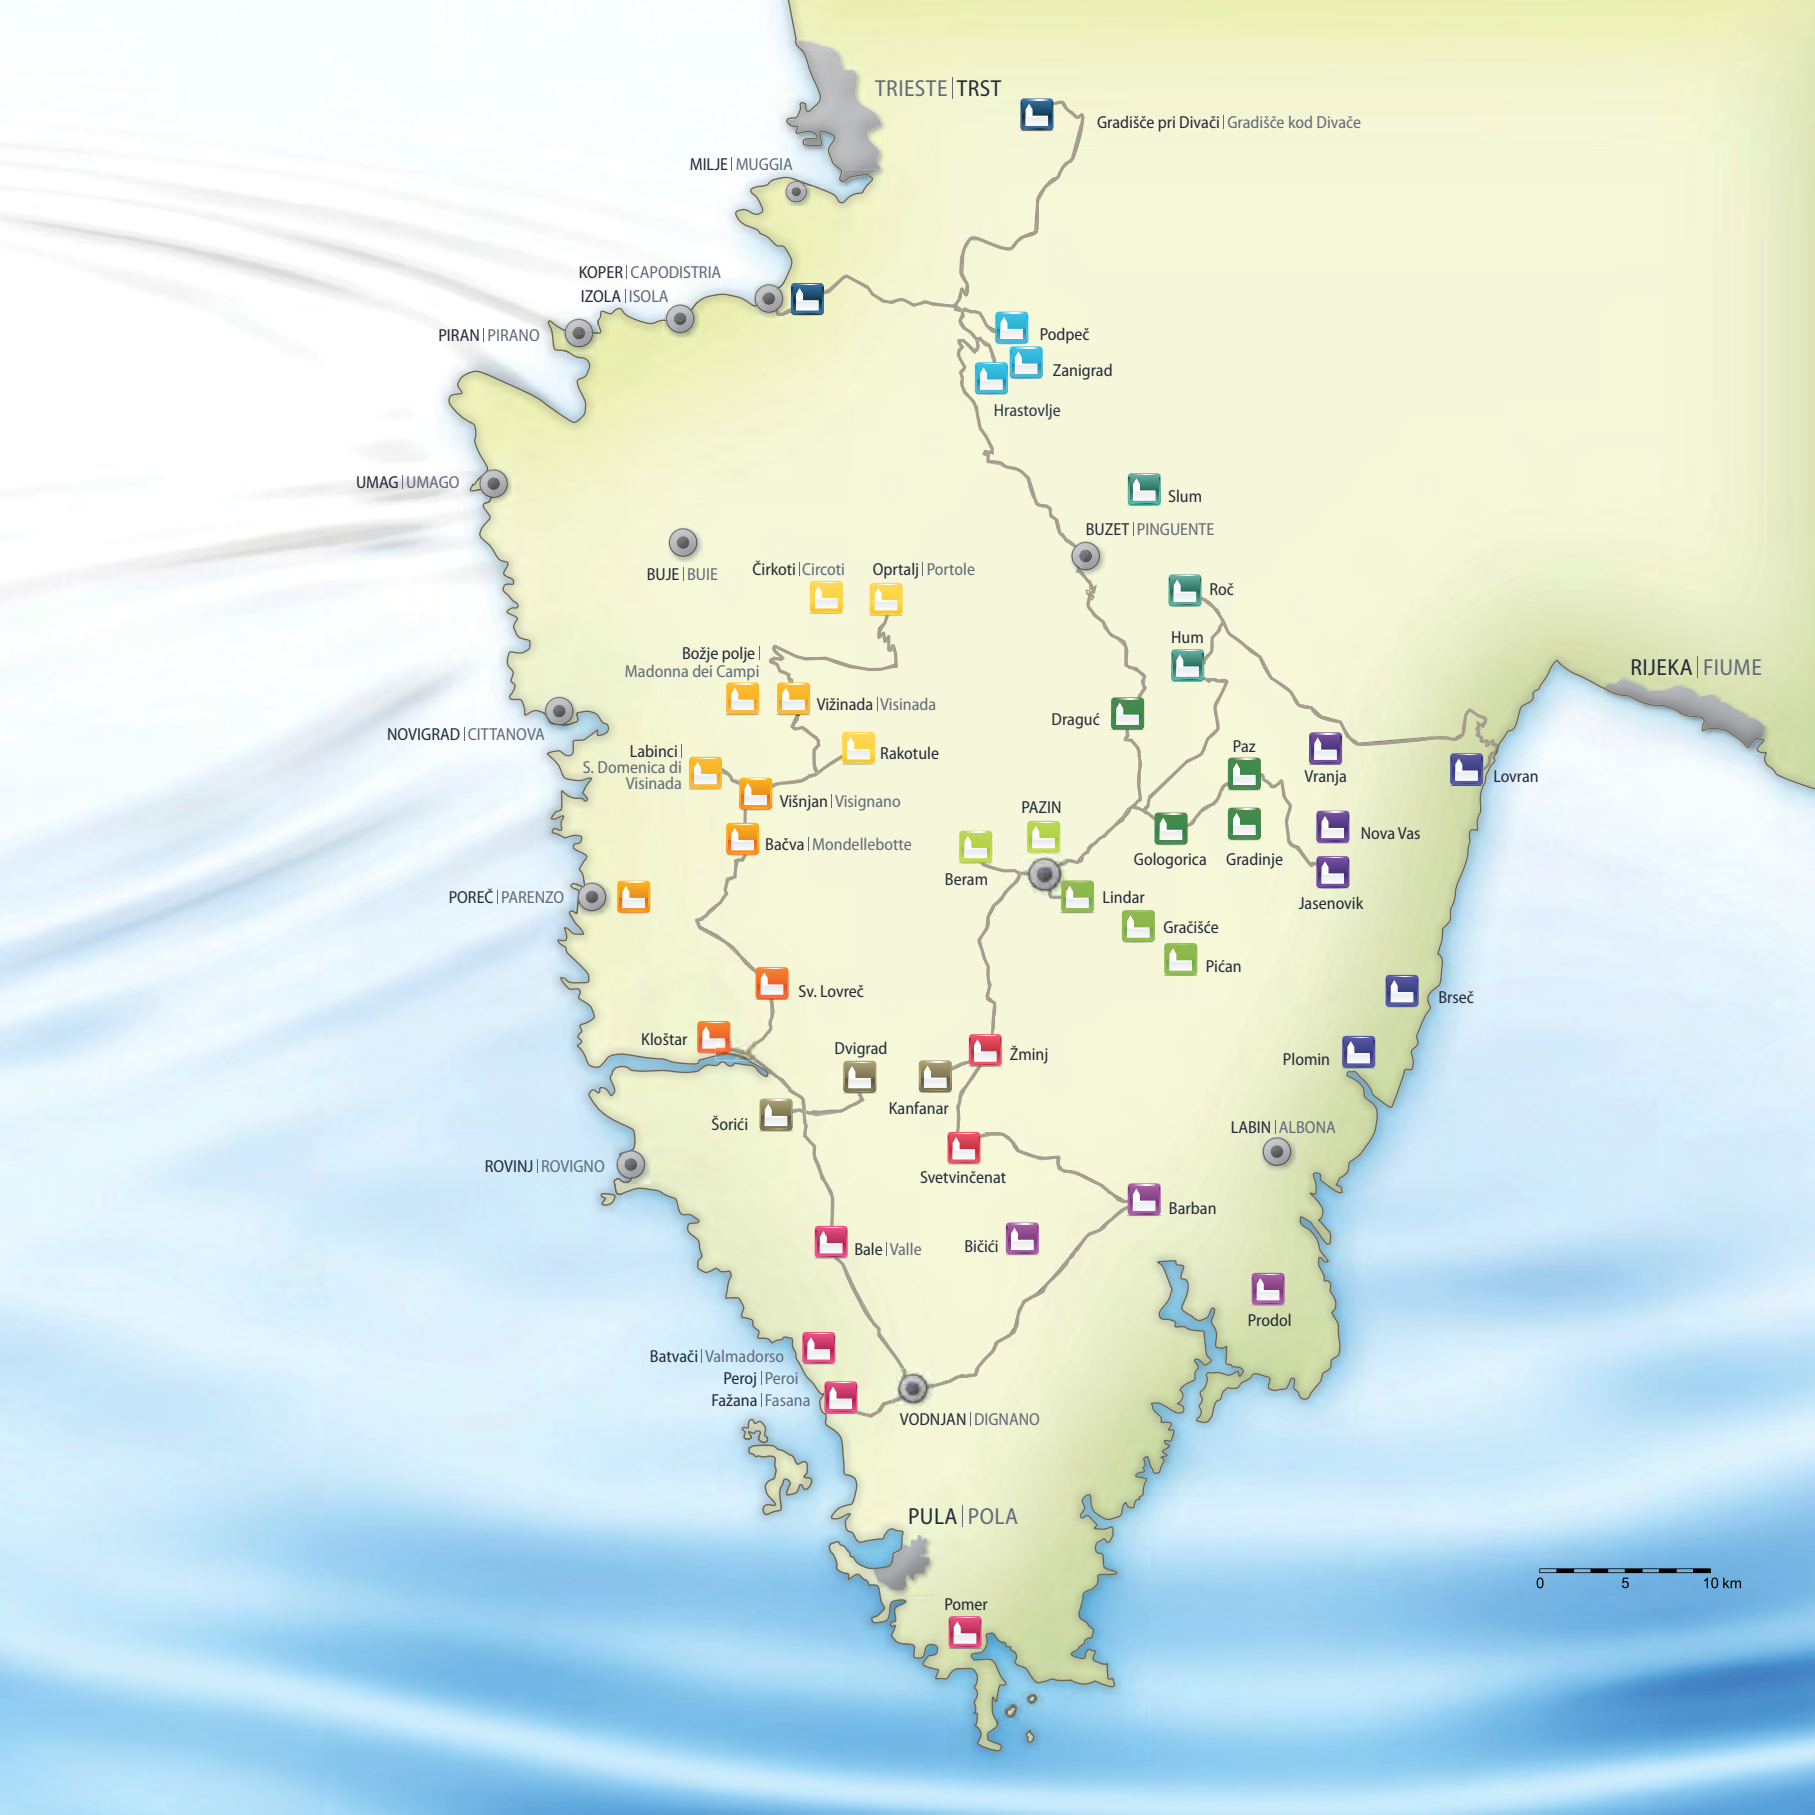 TRIESTE|TRST
Gradišče pri Divači|Gradišče kod Divače
MILJE|MUGGIA
KOPER|CAPODISTRIA
IZOLA|ISOLA
PIRAN|PIRANO
Podpeč
Zanigrad
Hrastovlje
UMAG|UMAGO
Slum
BUZET|PINGUENTE
BUJE|BUIE
Čirkoti|Circoti
Oprtalj|Portole
Roč
Hum
Božje polje|
Madonna dei Campi
RIJEKA|FIUME
Vižinada|Visinada
Draguć
NOVIGRAD|CITTANOVA
Labinci|
S. Domenica di
Visinada
Rakotule
Paz
Vranja
Lovran
Višnjan|Visignano
PAZIN
Bačva|Mondellebotte
Nova Vas
Gologorica
Gradinje
Beram
POREČ|PARENZO
Lindar
Jasenovik
Gračišće
Pićan
Sv. Lovreč
Brseč
Kloštar
Dvigrad
Žminj
Plomin
Kanfanar
Šorići
LABIN|ALBONA
ROVINJ|ROVIGNO
Svetvinčenat
Barban
Bale|Valle
Bičići
Prodol
Batvači|Valmadorso
Peroj|Peroi
Fažana|Fasana
VODNJAN|DIGNANO
PULA|POLA
0 5 10 km
Pomer